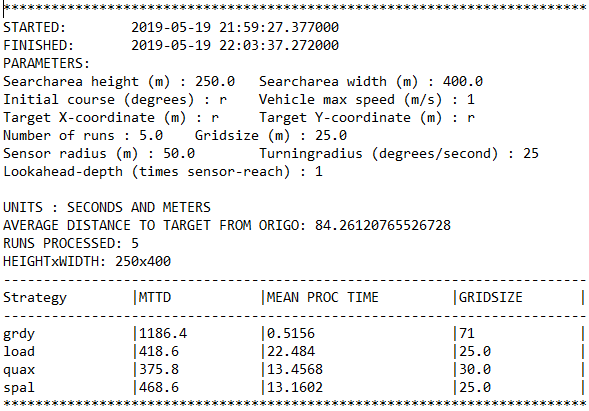 *************************************************************************
STARTED:        2019-05-19 21:59:27.377000
FINISHED:       2019-05-19 22:03:37.272000
PARAMETERS:
Searcharea height (m) : 250.0   Searcharea width (m) : 400.0
Initial course (degrees) : r    Vehicle max speed (m/s) : 1
Target X-coordinate (m) : r     Target Y-coordinate (m) : r
Number of runs : 5.0    Gridsize (m) : 25.0
Sensor radius (m) : 50.0        Turningradius (degrees/second) : 25
Lookahead-depth (times sensor-reach) : 1

UNITS : SECONDS AND METERS
AVERAGE DISTANCE TO TARGET FROM ORIGO: 84.26120765526728
RUNS PROCESSED: 5
HEIGHTxWIDTH: 250x400
-------------------------------------------------------------------------
Strategy        |MTTD           |MEAN PROC TIME         |GRIDSIZE       |
-------------------------------------------------------------------------
grdy            |1186.4         |0.5156                 |71             |
load            |418.6          |22.484                 |25.0           |
quax            |375.8          |13.4568                |30.0           |
spal            |468.6          |13.1602                |25.0           |
*************************************************************************